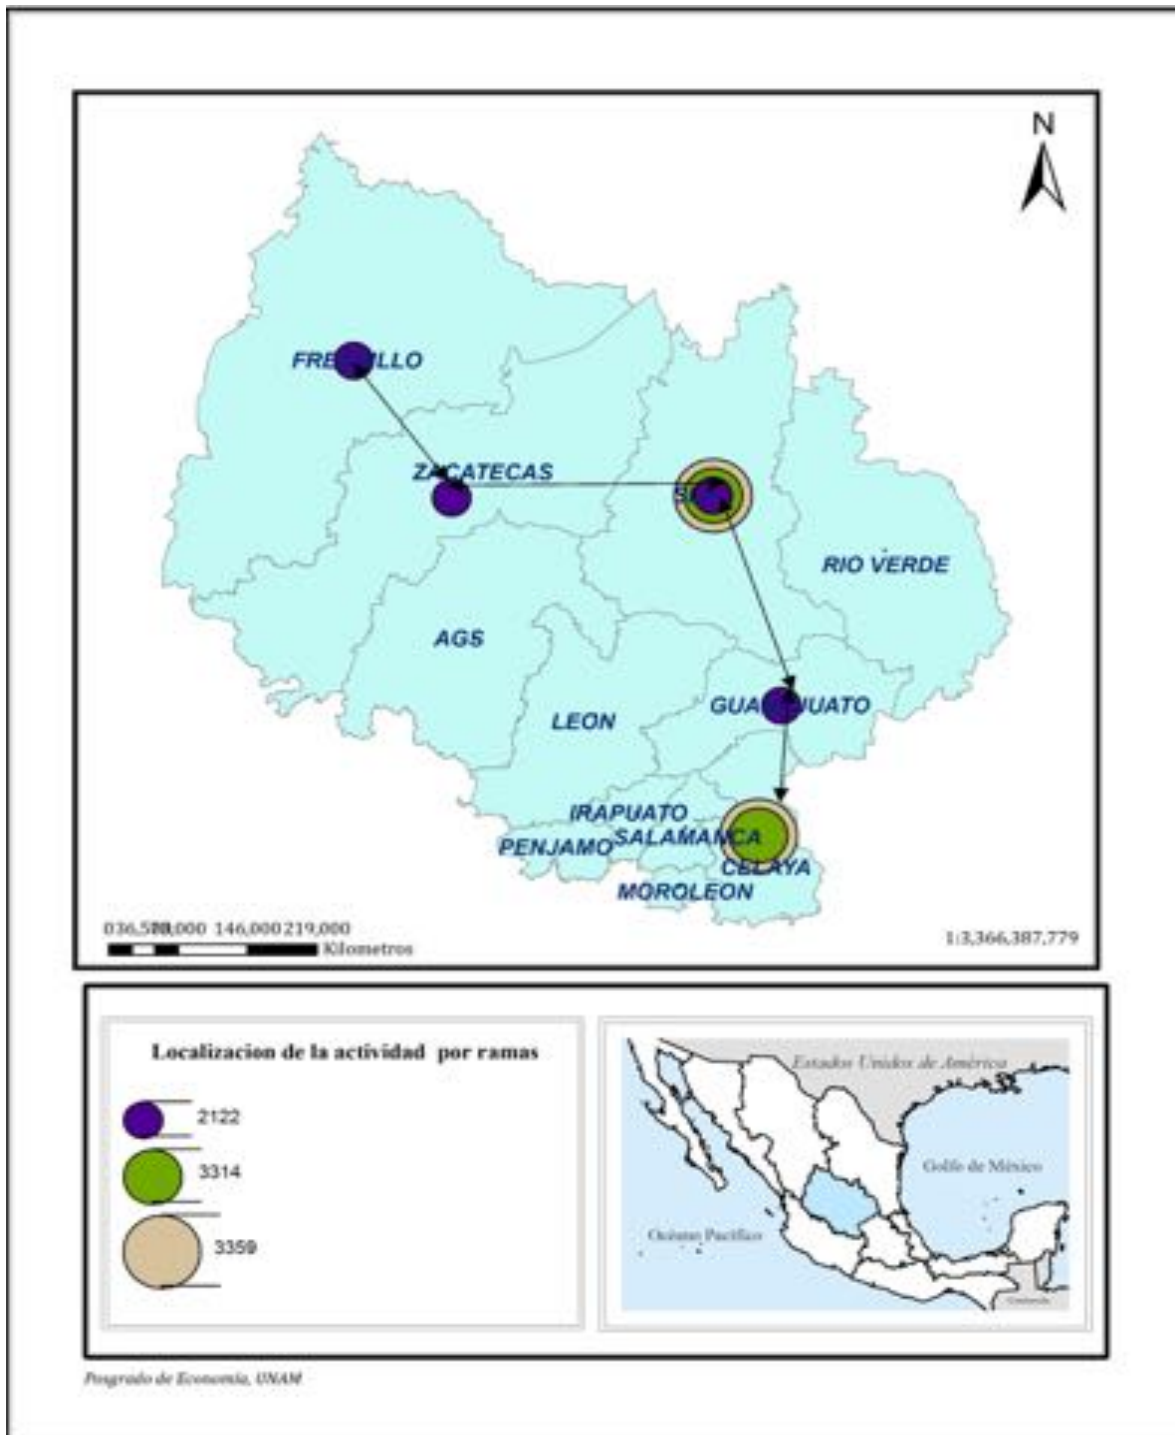 N
ZACATECAS
RIO VERDE
AGS
LEON
IRAPUATO
SALAMANCA
PENJAMO
CELAYA
MOROLEON
146,000 219,000
Kilometros
1:3,366,387,779
Localizacion de la actividad por ramas
2122
3314
3359
Estados Unidos de América
Golfo de México
Océano Pacífico
Posgrado de Economía, UNAM